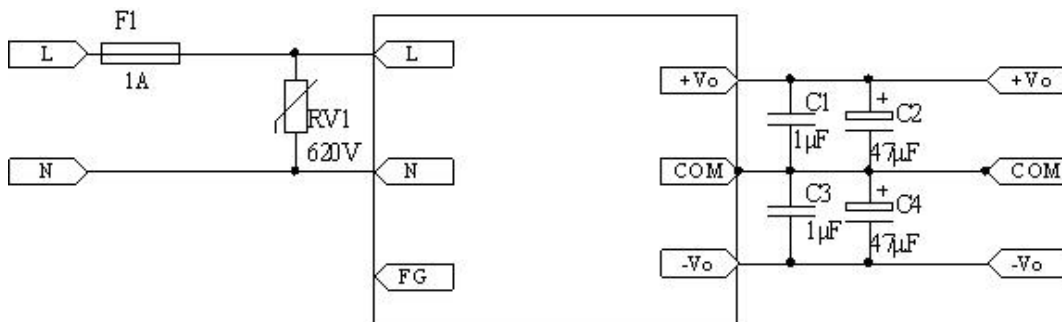 F1
L
1A
L
RV1
620V
N
N
FG
+Vo
C1
1μF
+
C2
47μF
+Vo
COM
COM
C3
1μF
+
C4
47μF
-Vo
-Vo